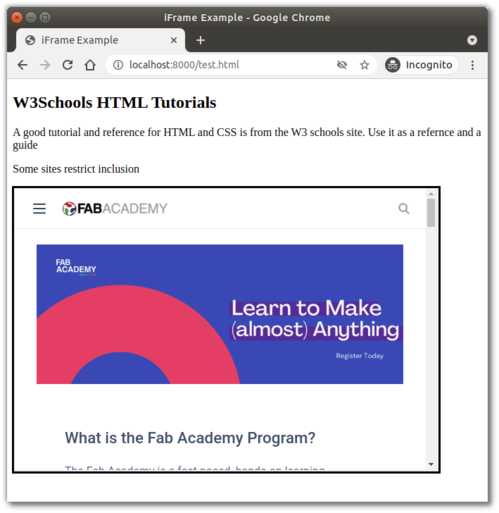 iFrame Example - Google Chrome
iFrame Example
localhost:8000/test.html
Incognito
W3Schools HTML Tutorials
A good tutorial and reference for HTML and CSS is from the W3 schools site. Use it as a refernce and a
guide
Some sites restrict inclusion
FABACADEMY
FAB
ACADEMY
Learn to Make
(almost) Anything
Register Today
What is the Fab Academy Program?
The Fab Academy is a fast paced, hands-on learning